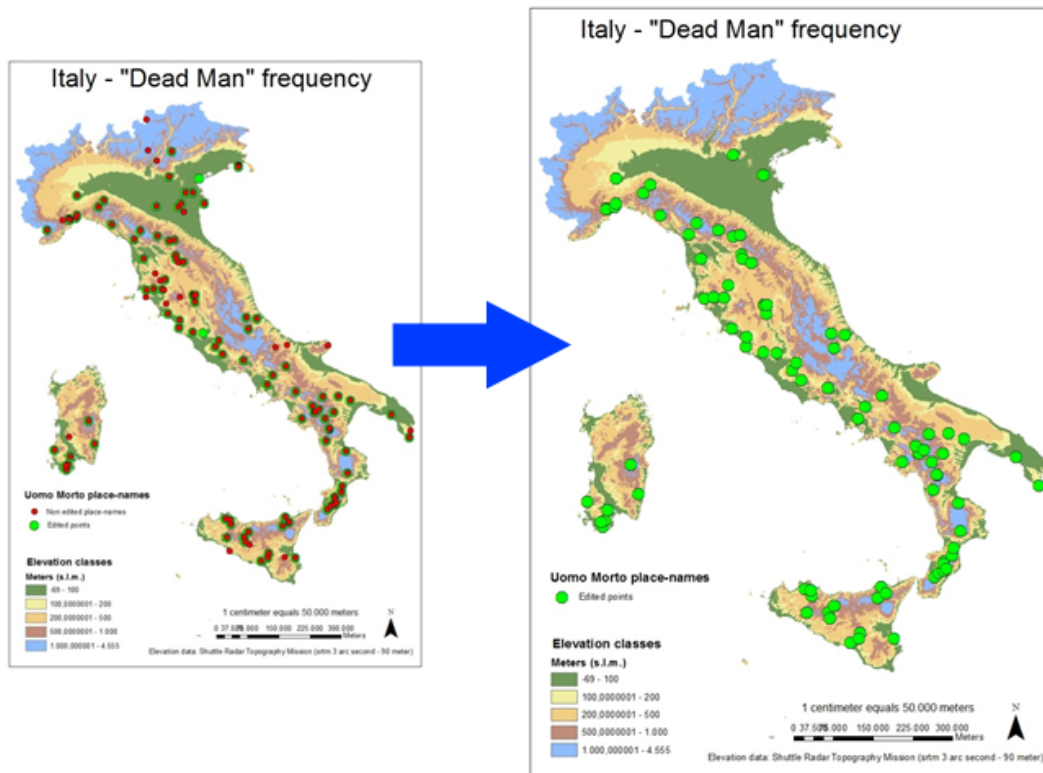 Italy - "Dead Man" frequency
Uomo Morto place-names
Non edited place-names
Edited points
Elevation classes
Meters (s.l.m.)
-69 - 100
100,0000001 - 200
200,0000001 - 500
500,0000001 - 1.000
1.000,000001 - 4.555
1 centimeter equals 50.000 meters
N
150.000 225.000 300.000
Meters
Elevation data: Shuttle Radar Topography Mission (srtm 3 arc second - 90 meter)
Italy - "Dead Man" frequency
Uomo Morto place-names
Edited points
Elevation classes
Meters (s.l.m.)
-69 - 100
100,0000001 - 200
200,0000001 - 500
500,0000001 - 1.000
1.000,000001 - 4.555
1 centimeter equals 50.000 meters
N
150.000 225.000 300.000
Meters
Elevation data: Shuttle Radar Topography Mission (srtm 3 arc second - 90 meter)